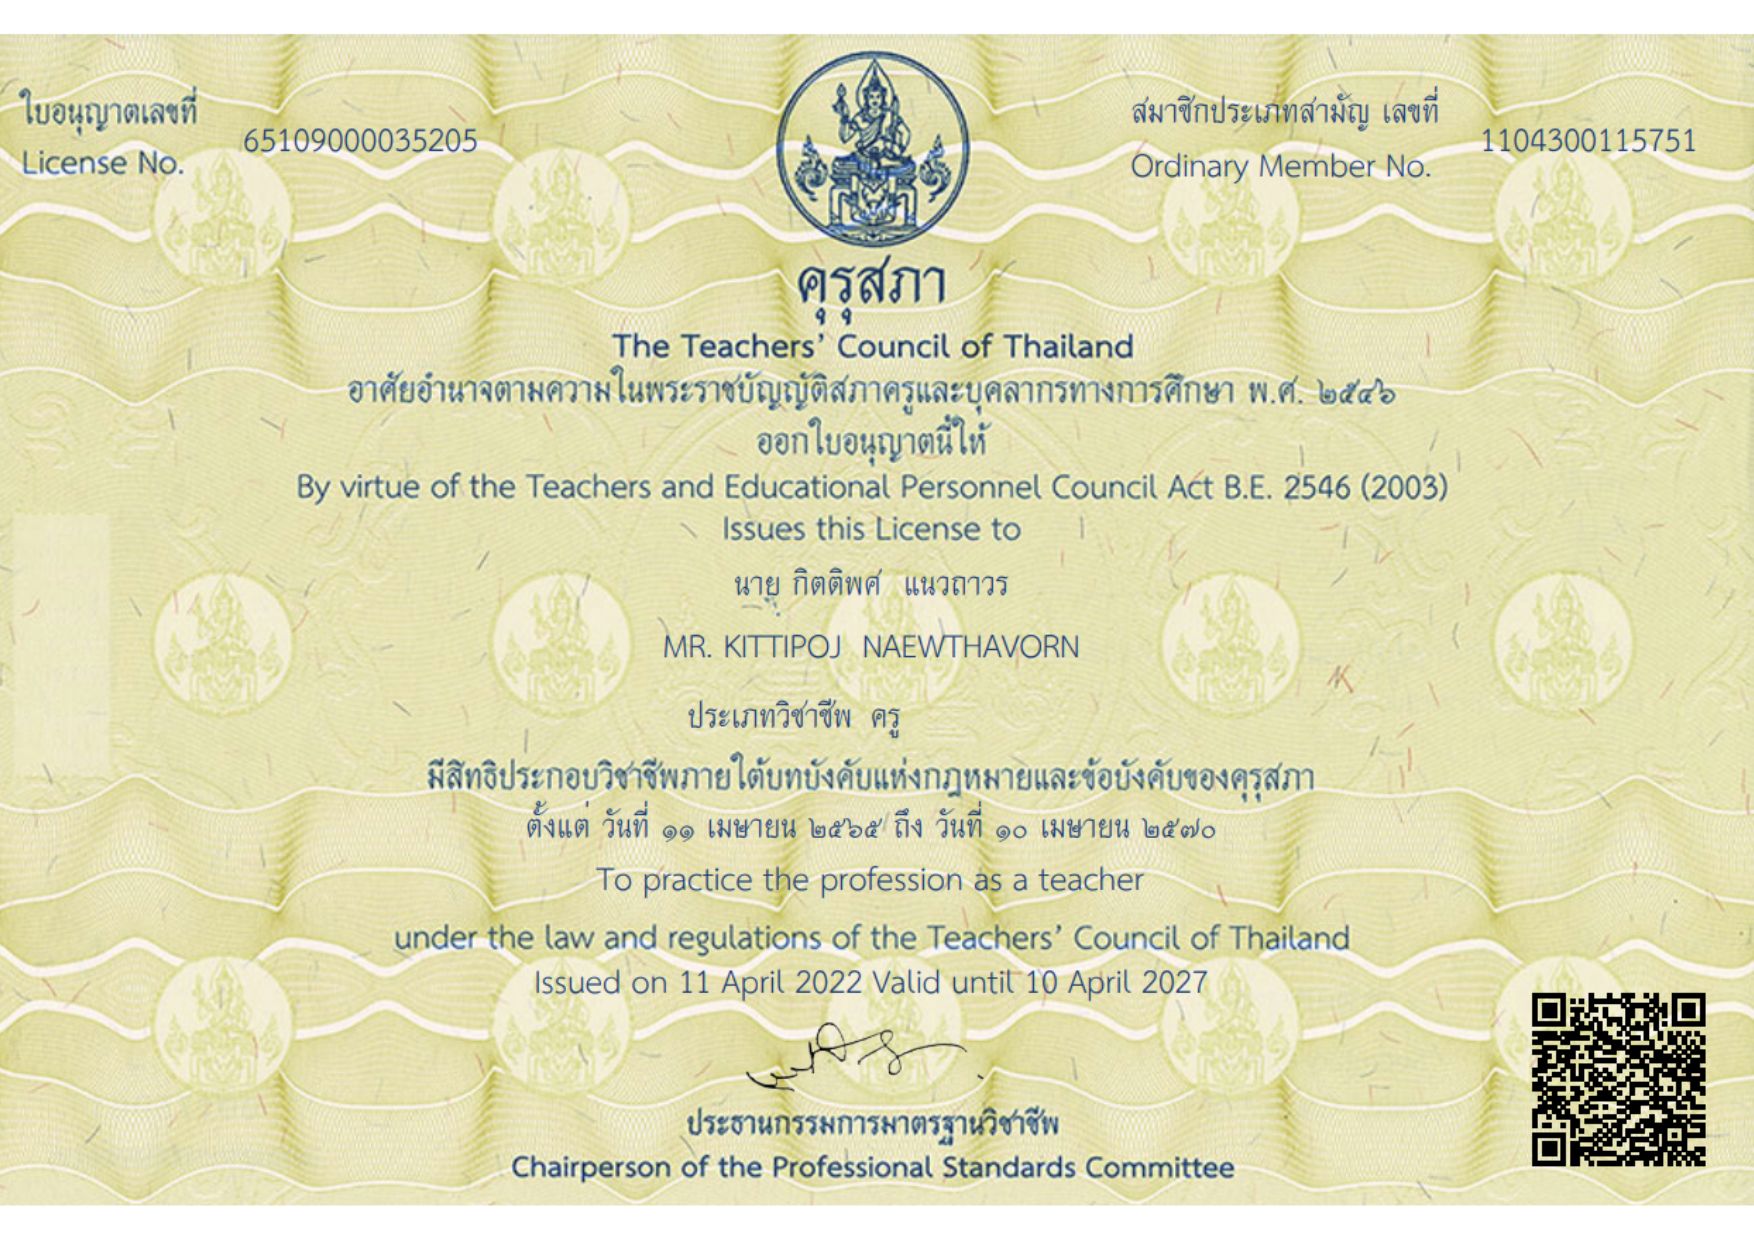 ใบอนุญาตเลขที่
License No.
65109000035205
สมาชิกประเภทสามัญ เลขที่
Ordinary Member No.
1104300115751
คุรุสภา
The Teachers' Council of Thailand
อาศัยอำนาจตามความในพระราชบัญญัติสภาครูและบุคลากรทางการศึกษา พ.ศ. ๒๕๔๖
ออกใบอนุญาตนี้ให้
By virtue of the Teachers and Educational Personnel Council Act B.E. 2546 (2003)
Issues this License to
นาย กิตติพศ แนวถาวร
MR. KITTIPOJ NAEWTHAVORN
ประเภทวิชาชีพ ครู
มีสิทธิประกอบวิชาชีพภายใต้บทบังคับแห่งกฎหมายและข้อบังคับของคุรุสภา
ตั้งแต่ วันที่ ๑๑ เมษายน ๒๕๖๕ ถึง วันที่ ๑๐ เมษายน ๒๕๗๐
To practice the profession as a teacher
under the law and regulations of the Teachers' Council of Thailand
Issued on 11 April 2022 Valid until 10 April 2027
ประธานกรรมการมาตรฐานวิชาชีพ
Chairperson of the Professional Standards Committee